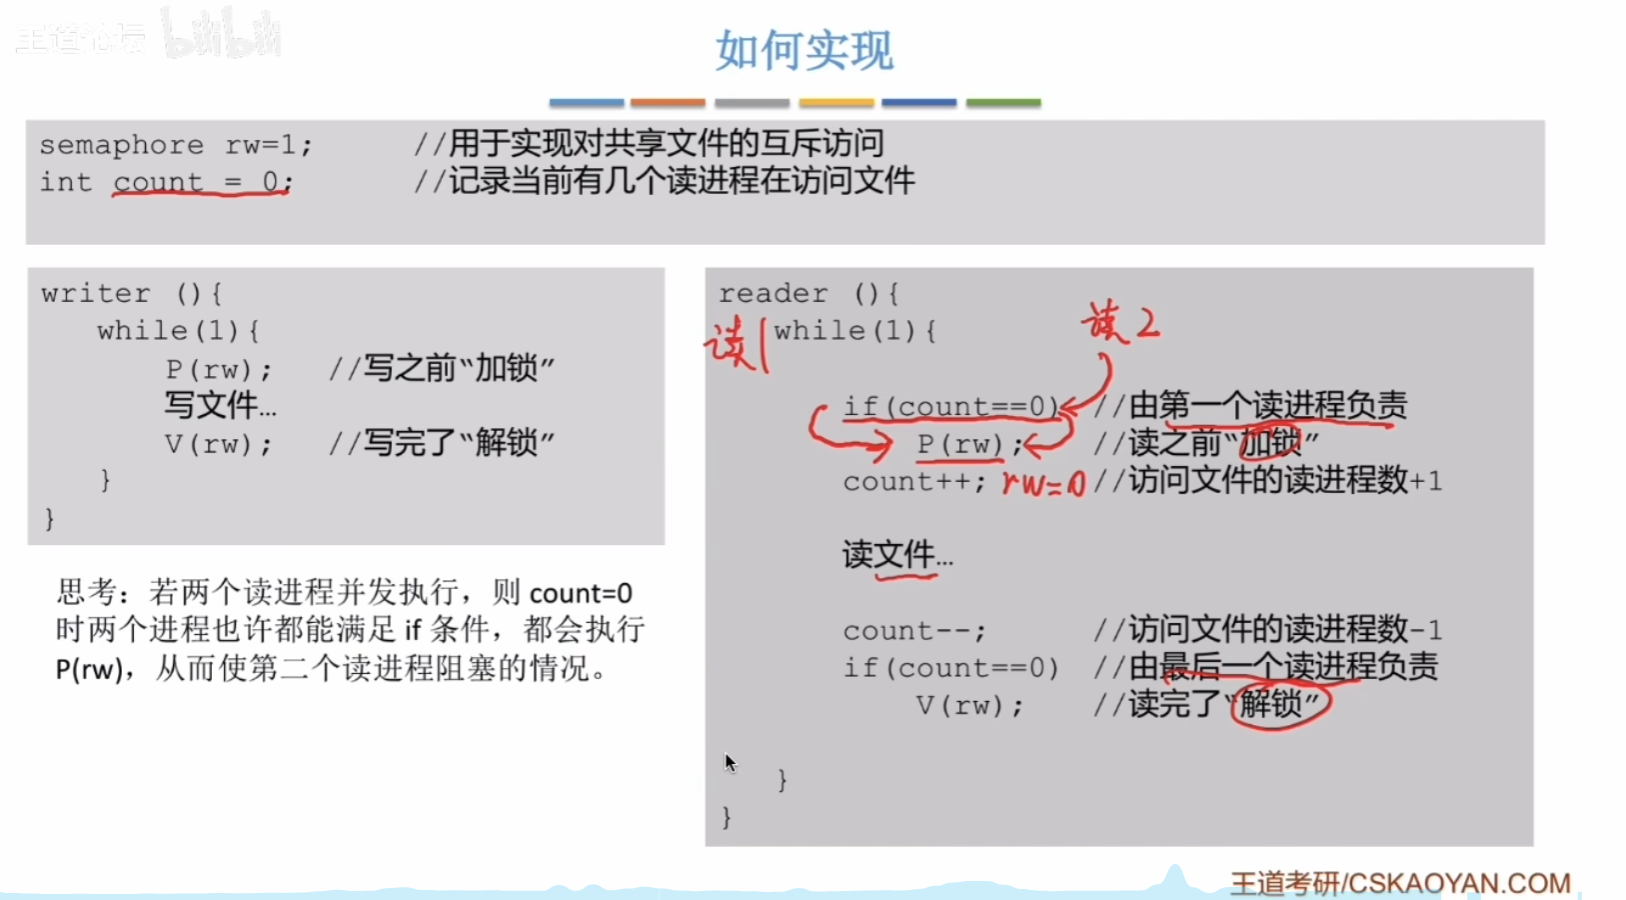 王道论坛 bilibili
如何实现
semaphore rw=1; //用于实现对共享文件的互斥访问
int count = 0; //记录当前有几个读进程在访问文件
writer (){
while(1){
P(rw); //写之前“加锁”
写文件…
V(rw); //写完了“解锁”
}
}
思考：若两个读进程并发执行，则 count=0
时两个进程也许都能满足 if 条件，都会执行
P(rw)，从而使第二个读进程阻塞的情况。
reader (){
读1 while(1){ 读2
if(count==0) //由第一个读进程负责
P(rw); //读之前“加锁”
count++; rw=0 //访问文件的读进程数+1
读文件…
count--; //访问文件的读进程数-1
if(count==0) //由最后一个读进程负责
V(rw); //读完了“解锁”
}
}
王道考研/CSKAOYAN.COM